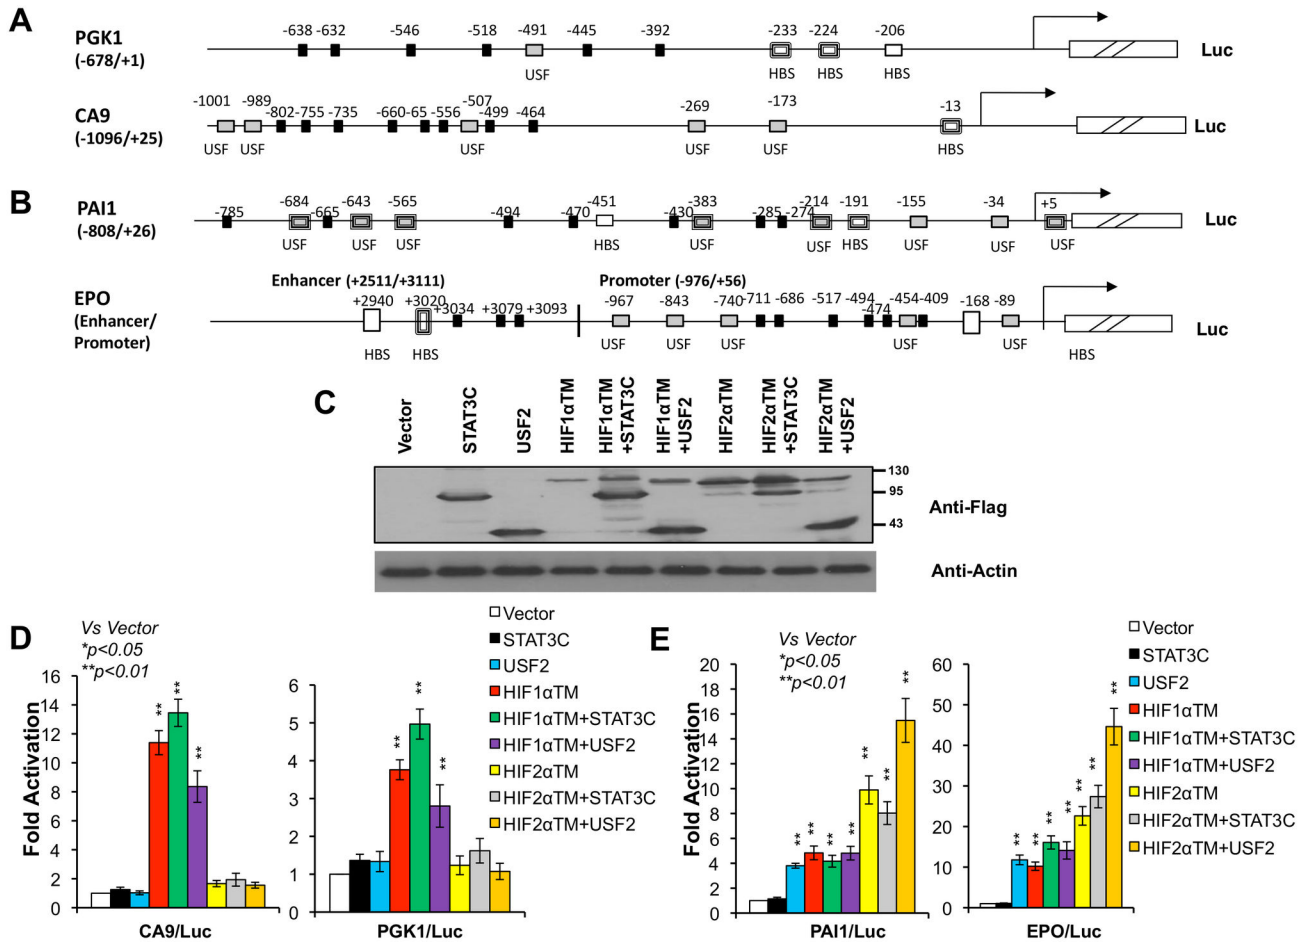 A
PGK1
(-678/+1)
-638 -632 -546 -518 -491 -445 -392 -233 -224 -206
USF HBS HBS HBS
Luc
CA9
(-1096/+25)
-1001 -989 -802 -755 -735 -660 -65 -556 -507 -499 -464 -269 -173 -13
USF USF USF USF USF HBS
Luc
B
PAI1
(-808/+26)
-785 -684 -665 -643 -565 -494 -470 -451 -430 -383 -285 -274 -214 -191 -155 -34 +5
USF USF USF HBS USF USF HBS USF USF USF
Luc
Enhancer (+2511/+3111) Promoter (-976/+56)
EPO
(Enhancer/
Promoter)
+2940 +3020 +3034 +3079 +3093 -967 -843 -740 -711 -686 -517 -494 -474 -454 -409 -168 -89
HBS HBS USF USF USF USF USF HBS
Luc
C
Vector
STAT3C
USF2
HIF1αTM
HIF1αTM
+STAT3C
HIF1αTM
+USF2
HIF2αTM
HIF2αTM
+STAT3C
HIF2αTM
+USF2
130
95
43
Anti-Flag
Anti-Actin
D
Vs Vector
*p<0.05
**p<0.01
Fold Activation
16
14
12
10
8
6
4
2
0
** ** **
CA9/Luc
6
5
4
3
2
1
0
** ** **
PGK1/Luc
Vector
STAT3C
USF2
HIF1αTM
HIF1αTM+STAT3C
HIF1αTM+USF2
HIF2αTM
HIF2αTM+STAT3C
HIF2αTM+USF2
E
Vs Vector
*p<0.05
**p<0.01
Fold Activation
20
18
16
14
12
10
8
6
4
2
0
** ** ** ** ** ** **
PAI1/Luc
60
50
40
30
20
10
0
** ** ** ** ** ** **
EPO/Luc
Vector
STAT3C
USF2
HIF1αTM
HIF1αTM+STAT3C
HIF1αTM+USF2
HIF2αTM
HIF2αTM+STAT3C
HIF2αTM+USF2